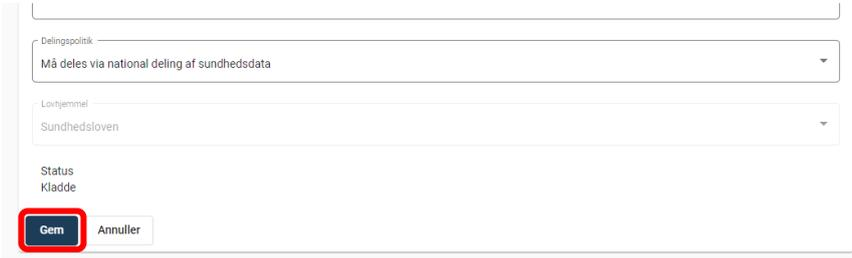 Delingspolitik
Må deles via national deling af sundhedsdata
Lovhjemmel
Sundhedsloven
Status
Kladde
Gem Annuller